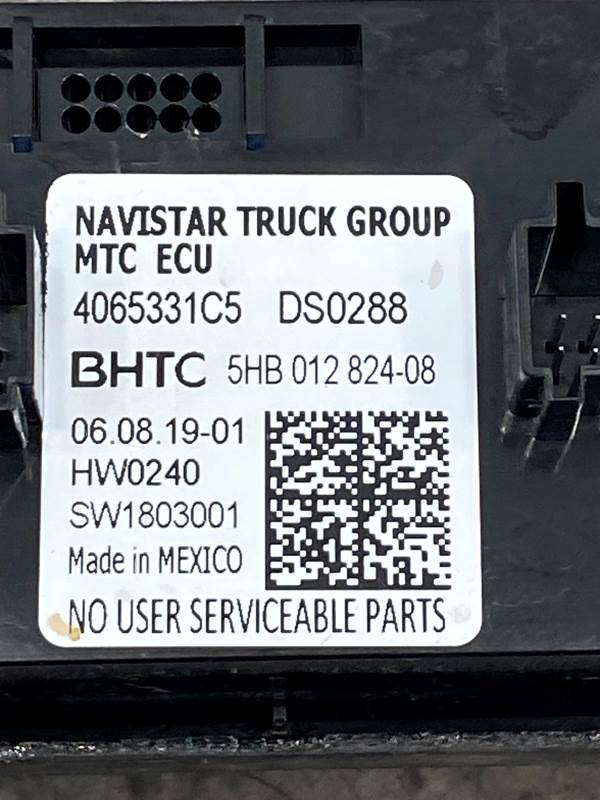 NAVISTAR TRUCK GROUP
MTC ECU
4065331C5 DS0288
BHTC 5HB 012 824-08
06.08.19-01
HW0240
SW1803001
Made in MEXICO
NO USER SERVICEABLE PARTS